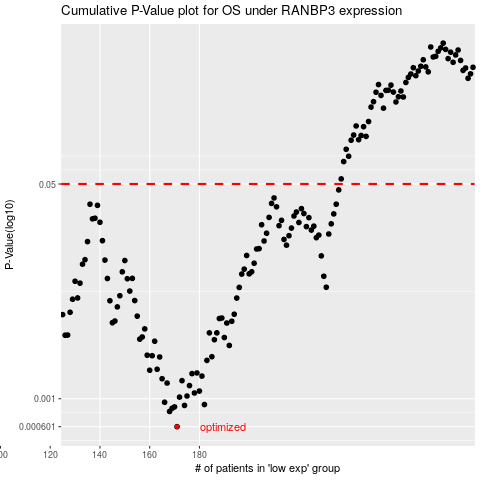 Cumulative P-Value plot for OS under RANBP3 expression
P-Value(log10)
0.05
0.001
0.000601
optimized
00 120 140 160 180
# of patients in 'low exp' group